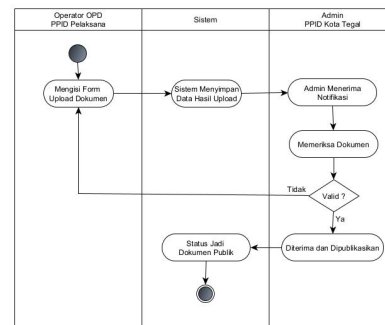 Operator OPD
PPID Pelaksana
Sistem
Admin
PPID Kota Tegal
Mengisi Form
Upload Dokumen
Sistem Menyimpan
Data Hasil Upload
Admin Menerima
Notifikasi
Memeriksa Dokumen
Tidak
Valid ?
Ya
Status Jadi
Dokumen Publik
Diterima dan Dipublikasikan